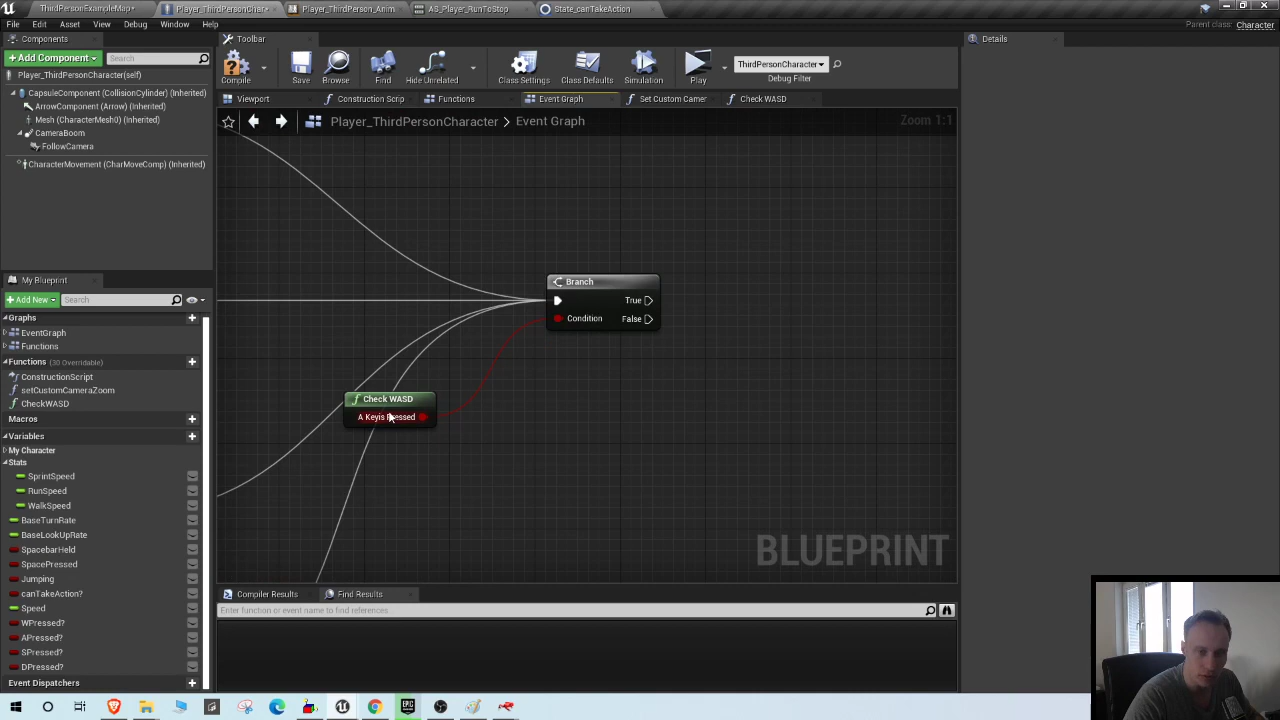 ThirdPersonExampleMap*
Player_ThirdPersonChar
Player_ThirdPerson_Anim
AS_Player_RunToStop
State_canTakeAction
File
Edit
Asset
View
Debug
Window
Help
Parent class: Character
Components
Toolbar
Details
+ Add Component
Search
Compile
Save
Browse
Find
Hide Unrelated
Class Settings
Class Defaults
Simulation
Play
ThirdPersonCharacter
Debug Filter
Player_ThirdPersonCharacter(self)
CapsuleComponent (CollisionCylinder) (Inherited)
ArrowComponent (Arrow) (Inherited)
Mesh (CharacterMesh0) (Inherited)
CameraBoom
FollowCamera
CharacterMovement (CharMoveComp) (Inherited)
Viewport
Construction Scrip
Functions
Event Graph
Set Custom Camer
Check WASD
Player_ThirdPersonCharacter > Event Graph
Zoom 1:1
Branch
True
Condition
False
Check WASD
A Keyis Pressed
BLUEPRINT
My Blueprint
+ Add New
Search
Graphs
EventGraph
Functions
Functions (30 Overridable)
ConstructionScript
setCustomCameraZoom
CheckWASD
Macros
Variables
My Character
Stats
SprintSpeed
RunSpeed
WalkSpeed
BaseTurnRate
BaseLookUpRate
SpacebarHeld
SpacePressed
Jumping
canTakeAction?
Speed
WPressed?
APressed?
SPressed?
DPressed?
Event Dispatchers
Compiler Results
Find Results
Enter function or event name to find references...